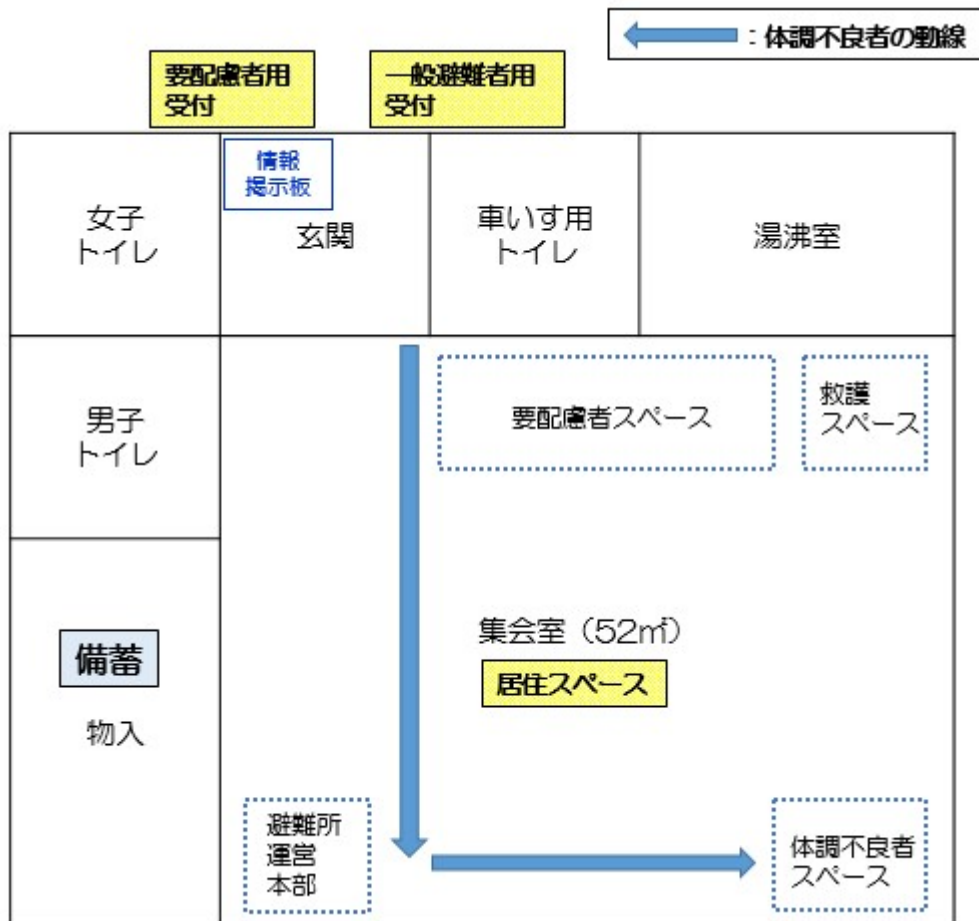 ：体調不良者の動線
要配慮者用
受付
一般避難者用
受付
情報
掲示板
女子
トイレ
玄関
車いす用
トイレ
湯沸室
男子
トイレ
要配慮者スペース
救護
スペース
備蓄
物入
集会室（52㎡）
居住スペース
避難所
運営
本部
体調不良者
スペース